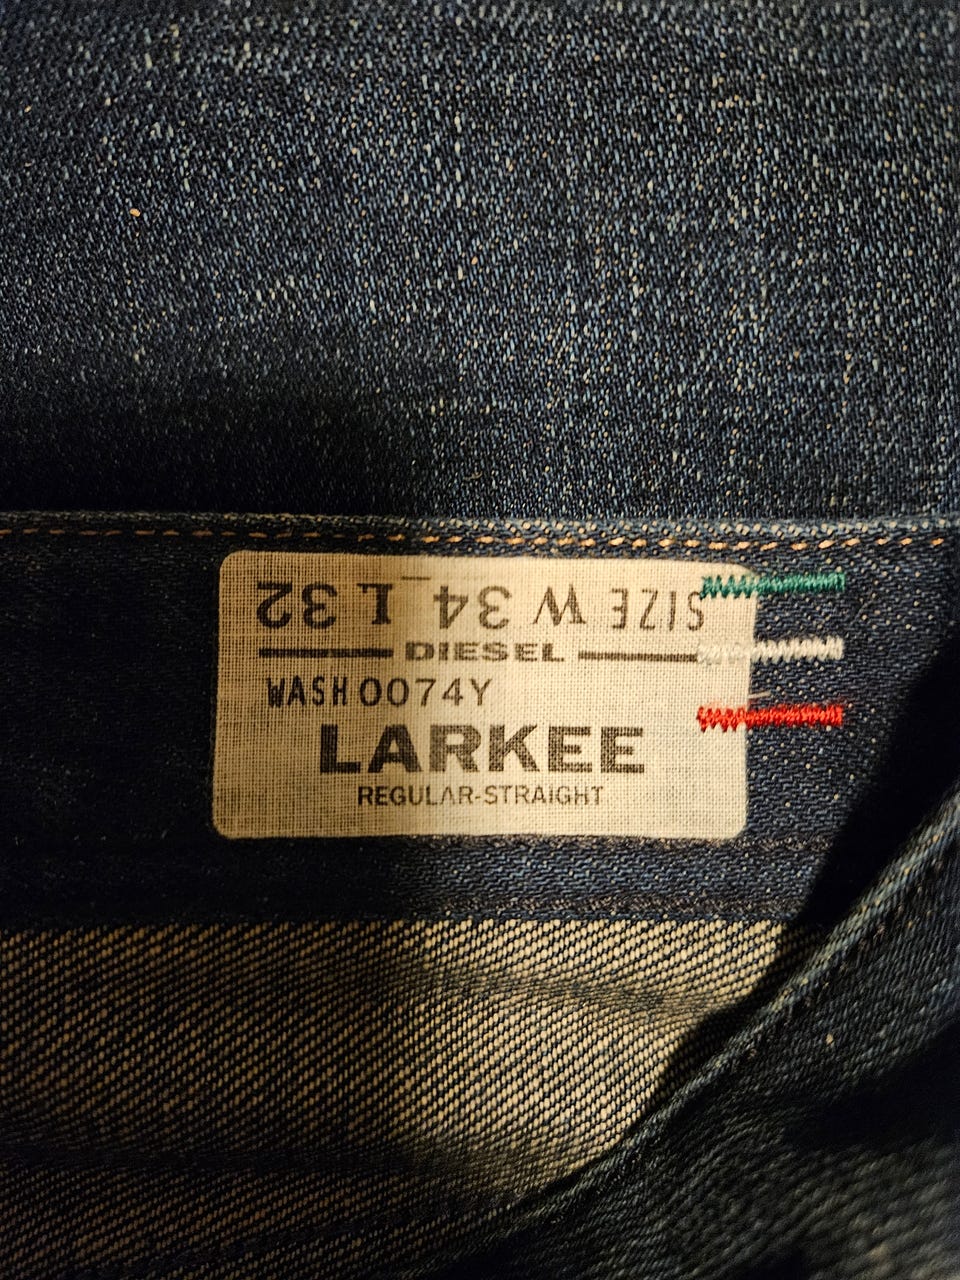 SIZE W 34 L 32
DIESEL
WASH 0074Y
LARKEE
REGULAR-STRAIGHT